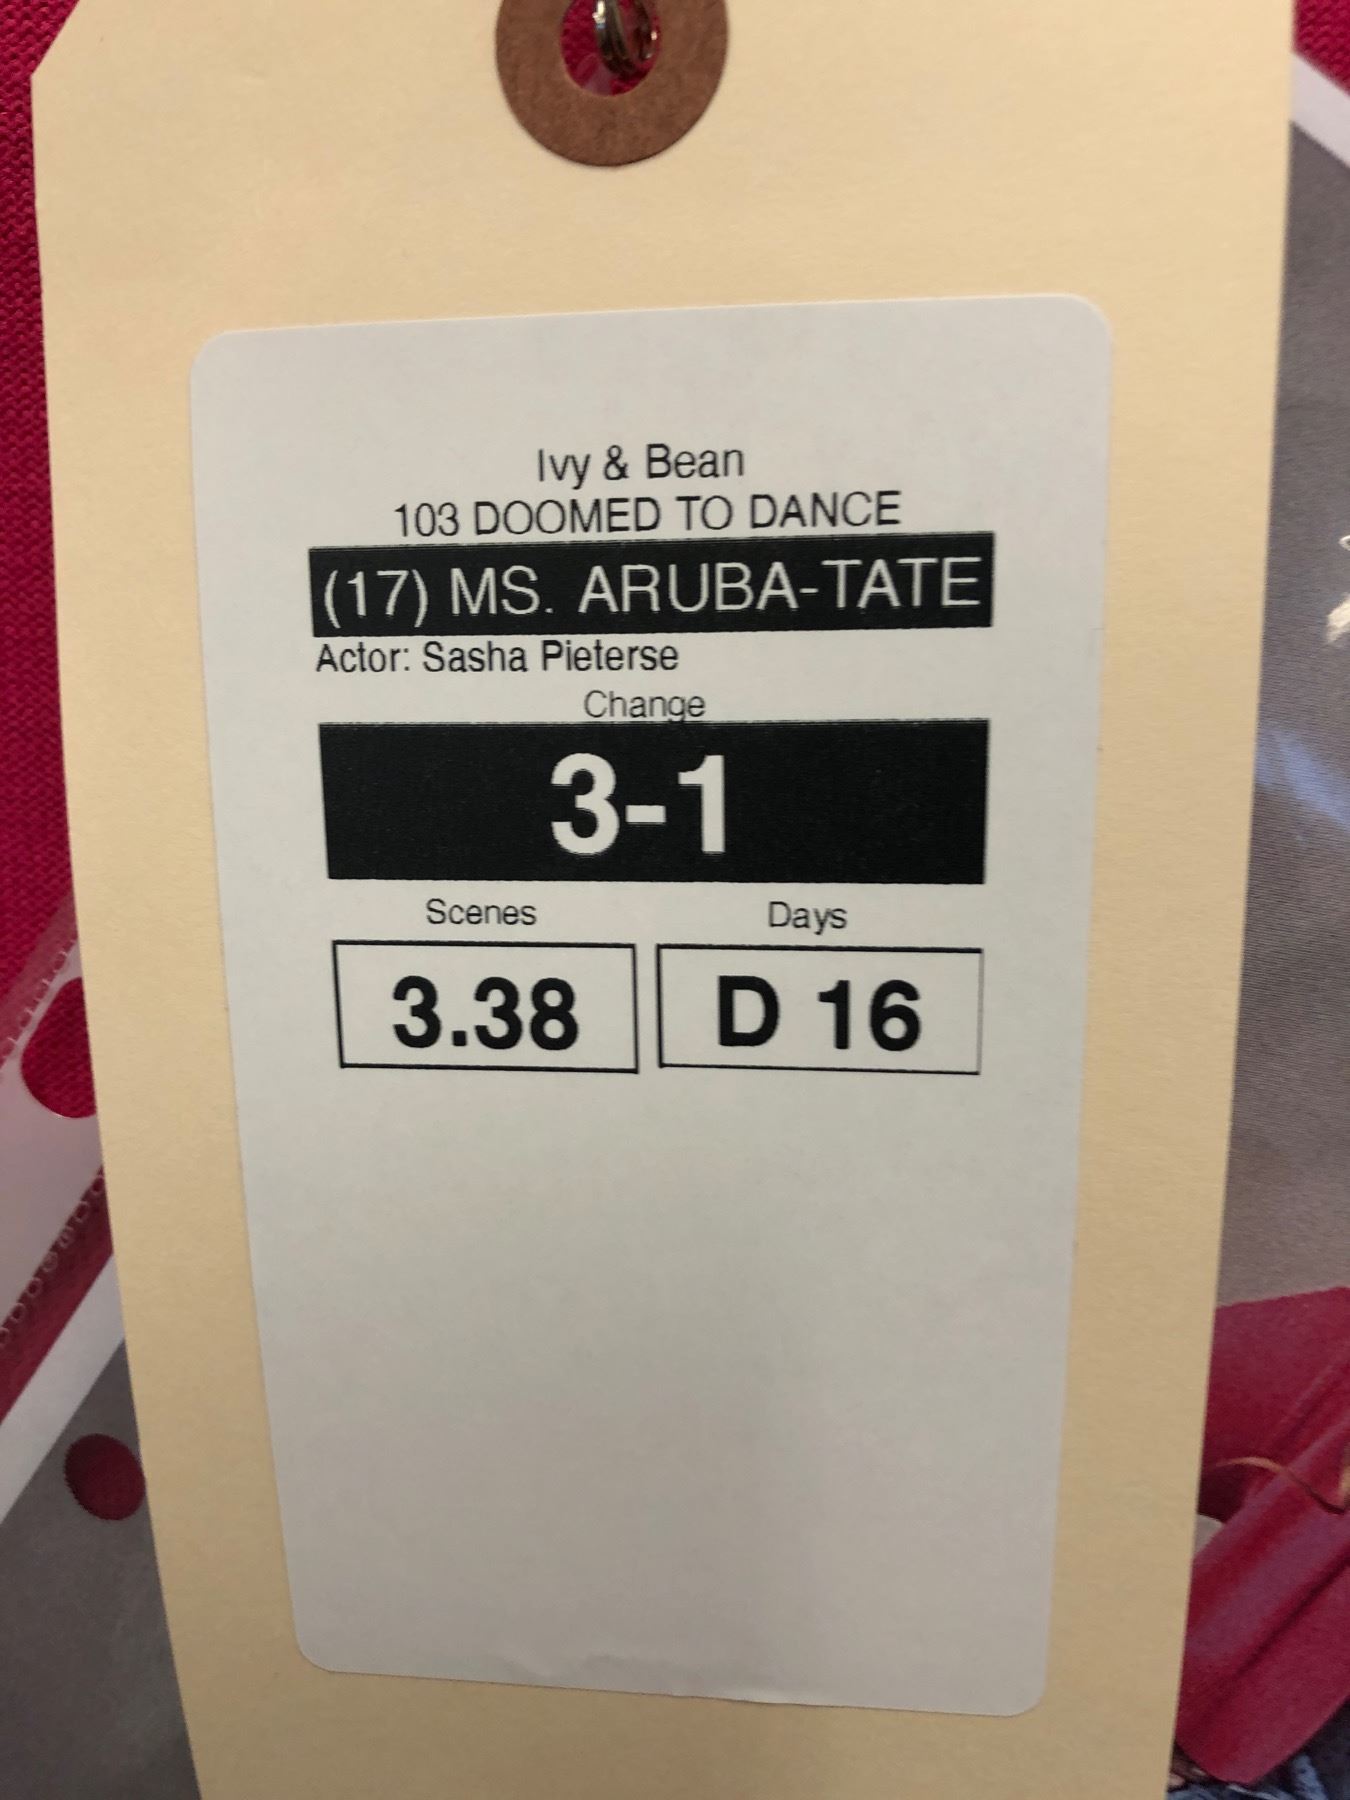 Ivy & Bean
103 DOOMED TO DANCE
(17) MS. ARUBA-TATE
Actor: Sasha Pieterse
Change
3-1
Scenes Days
3.38 D 16